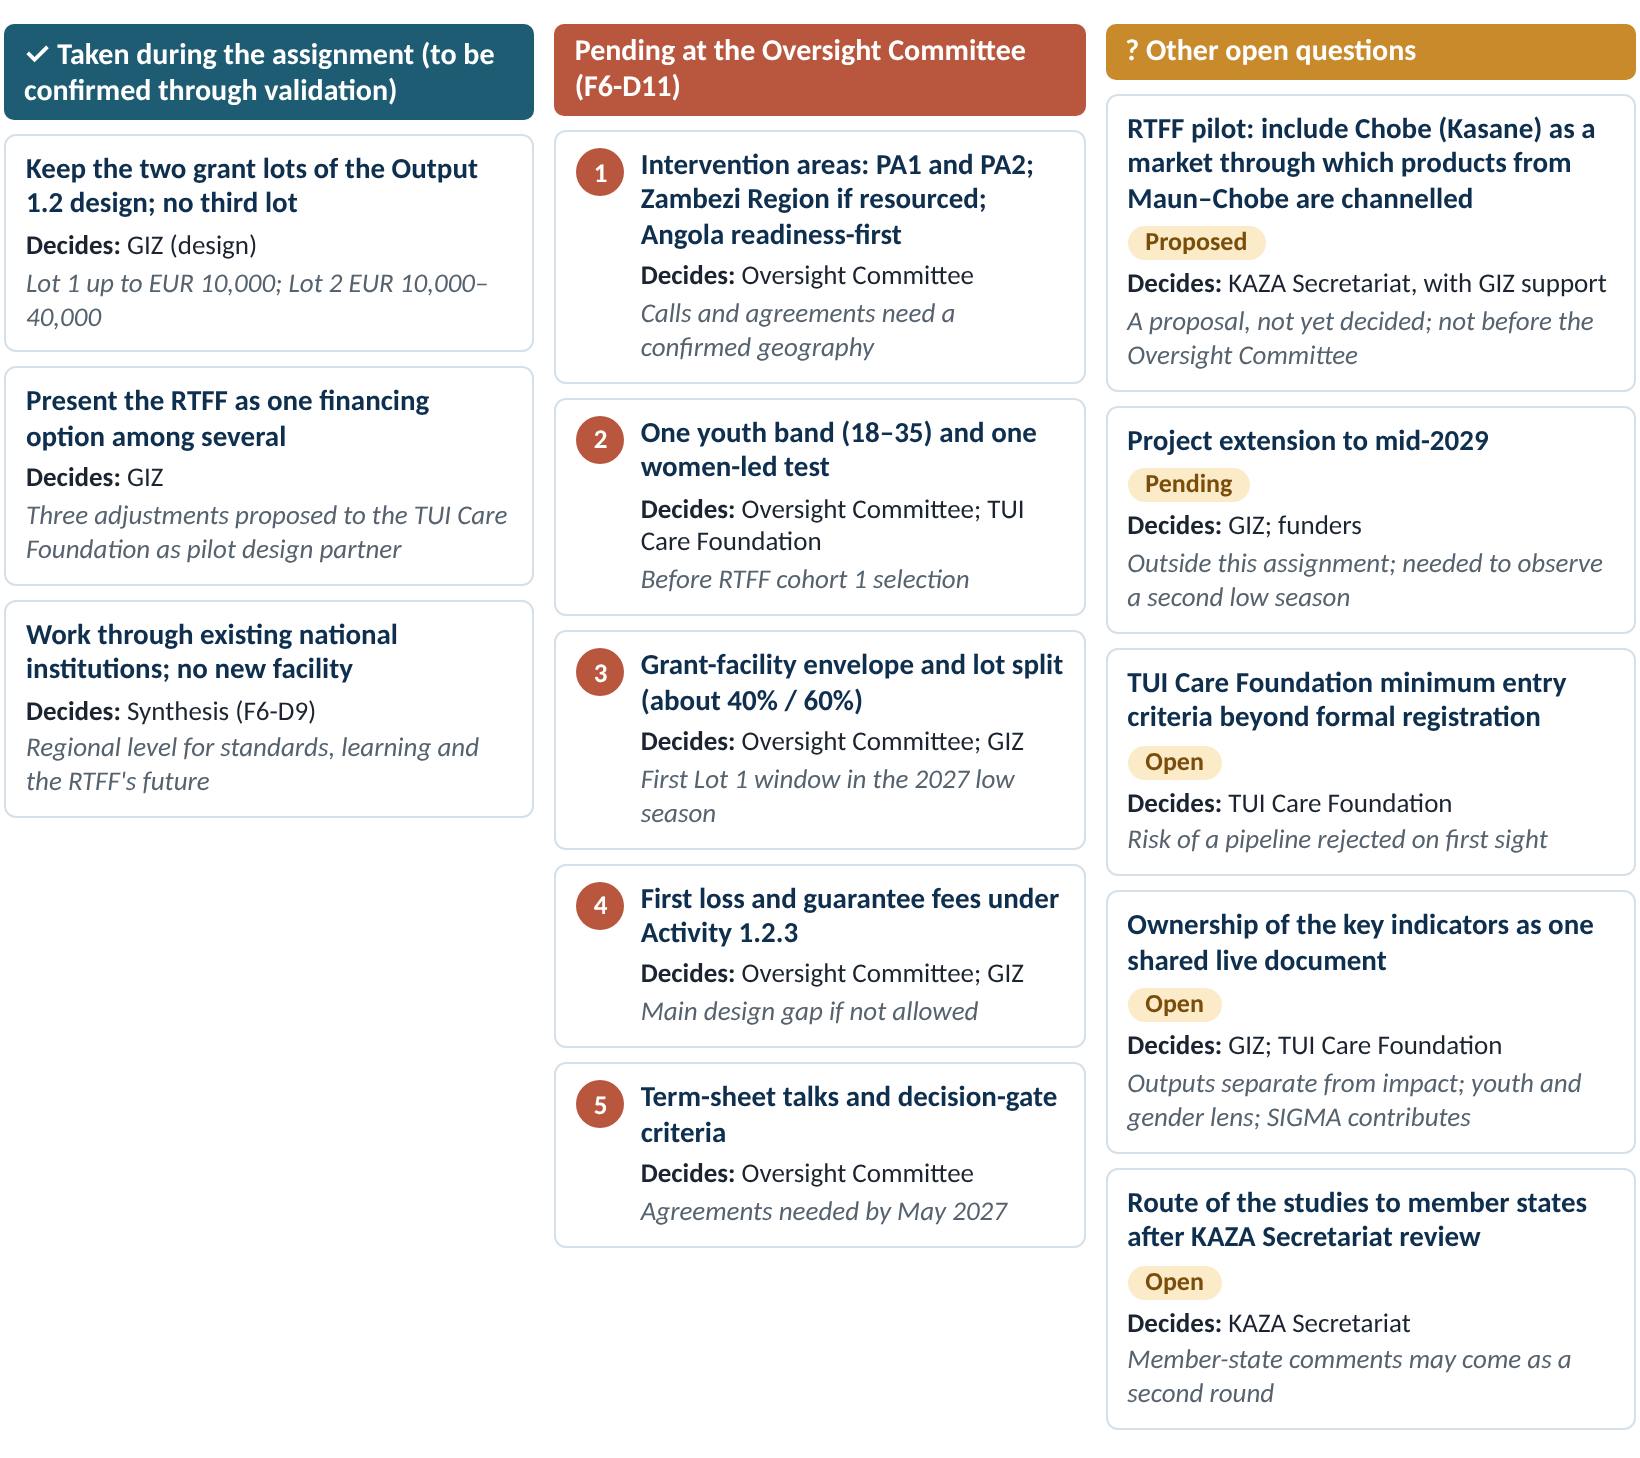 ✓ Taken during the assignment (to be
confirmed through validation)
Keep the two grant lots of the Output
1.2 design; no third lot
Decides: GIZ (design)
Lot 1 up to EUR 10,000; Lot 2 EUR 10,000–
40,000
Present the RTFF as one financing
option among several
Decides: GIZ
Three adjustments proposed to the TUI Care
Foundation as pilot design partner
Work through existing national
institutions; no new facility
Decides: Synthesis (F6-D9)
Regional level for standards, learning and
the RTFF's future
Pending at the Oversight Committee
(F6-D11)
1
Intervention areas: PA1 and PA2;
Zambezi Region if resourced;
Angola readiness-first
Decides: Oversight Committee
Calls and agreements need a
confirmed geography
2
One youth band (18–35) and one
women-led test
Decides: Oversight Committee; TUI
Care Foundation
Before RTFF cohort 1 selection
3
Grant-facility envelope and lot split
(about 40% / 60%)
Decides: Oversight Committee; GIZ
First Lot 1 window in the 2027 low
season
4
First loss and guarantee fees under
Activity 1.2.3
Decides: Oversight Committee; GIZ
Main design gap if not allowed
5
Term-sheet talks and decision-gate
criteria
Decides: Oversight Committee
Agreements needed by May 2027
? Other open questions
RTFF pilot: include Chobe (Kasane) as a
market through which products from
Maun–Chobe are channelled
Proposed
Decides: KAZA Secretariat, with GIZ support
A proposal, not yet decided; not before the
Oversight Committee
Project extension to mid-2029
Pending
Decides: GIZ; funders
Outside this assignment; needed to observe
a second low season
TUI Care Foundation minimum entry
criteria beyond formal registration
Open
Decides: TUI Care Foundation
Risk of a pipeline rejected on first sight
Ownership of the key indicators as one
shared live document
Open
Decides: GIZ; TUI Care Foundation
Outputs separate from impact; youth and
gender lens; SIGMA contributes
Route of the studies to member states
after KAZA Secretariat review
Open
Decides: KAZA Secretariat
Member-state comments may come as a
second round